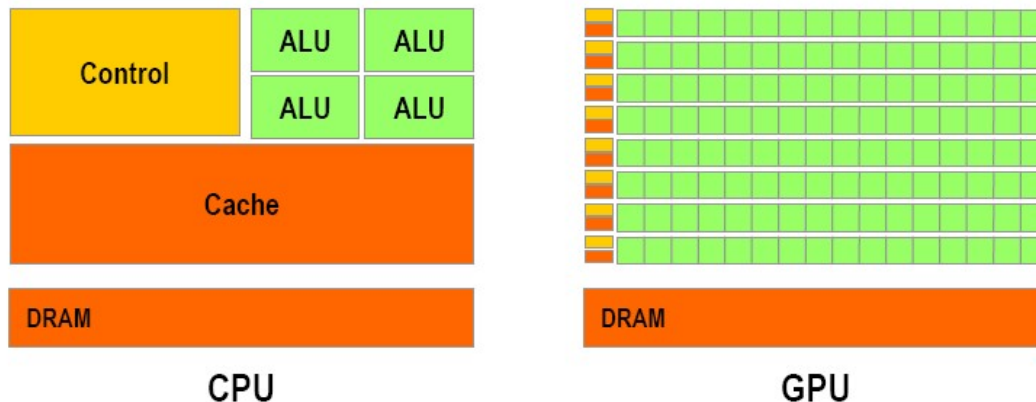 Control
ALU ALU
ALU ALU
Cache
DRAM
CPU
DRAM
GPU